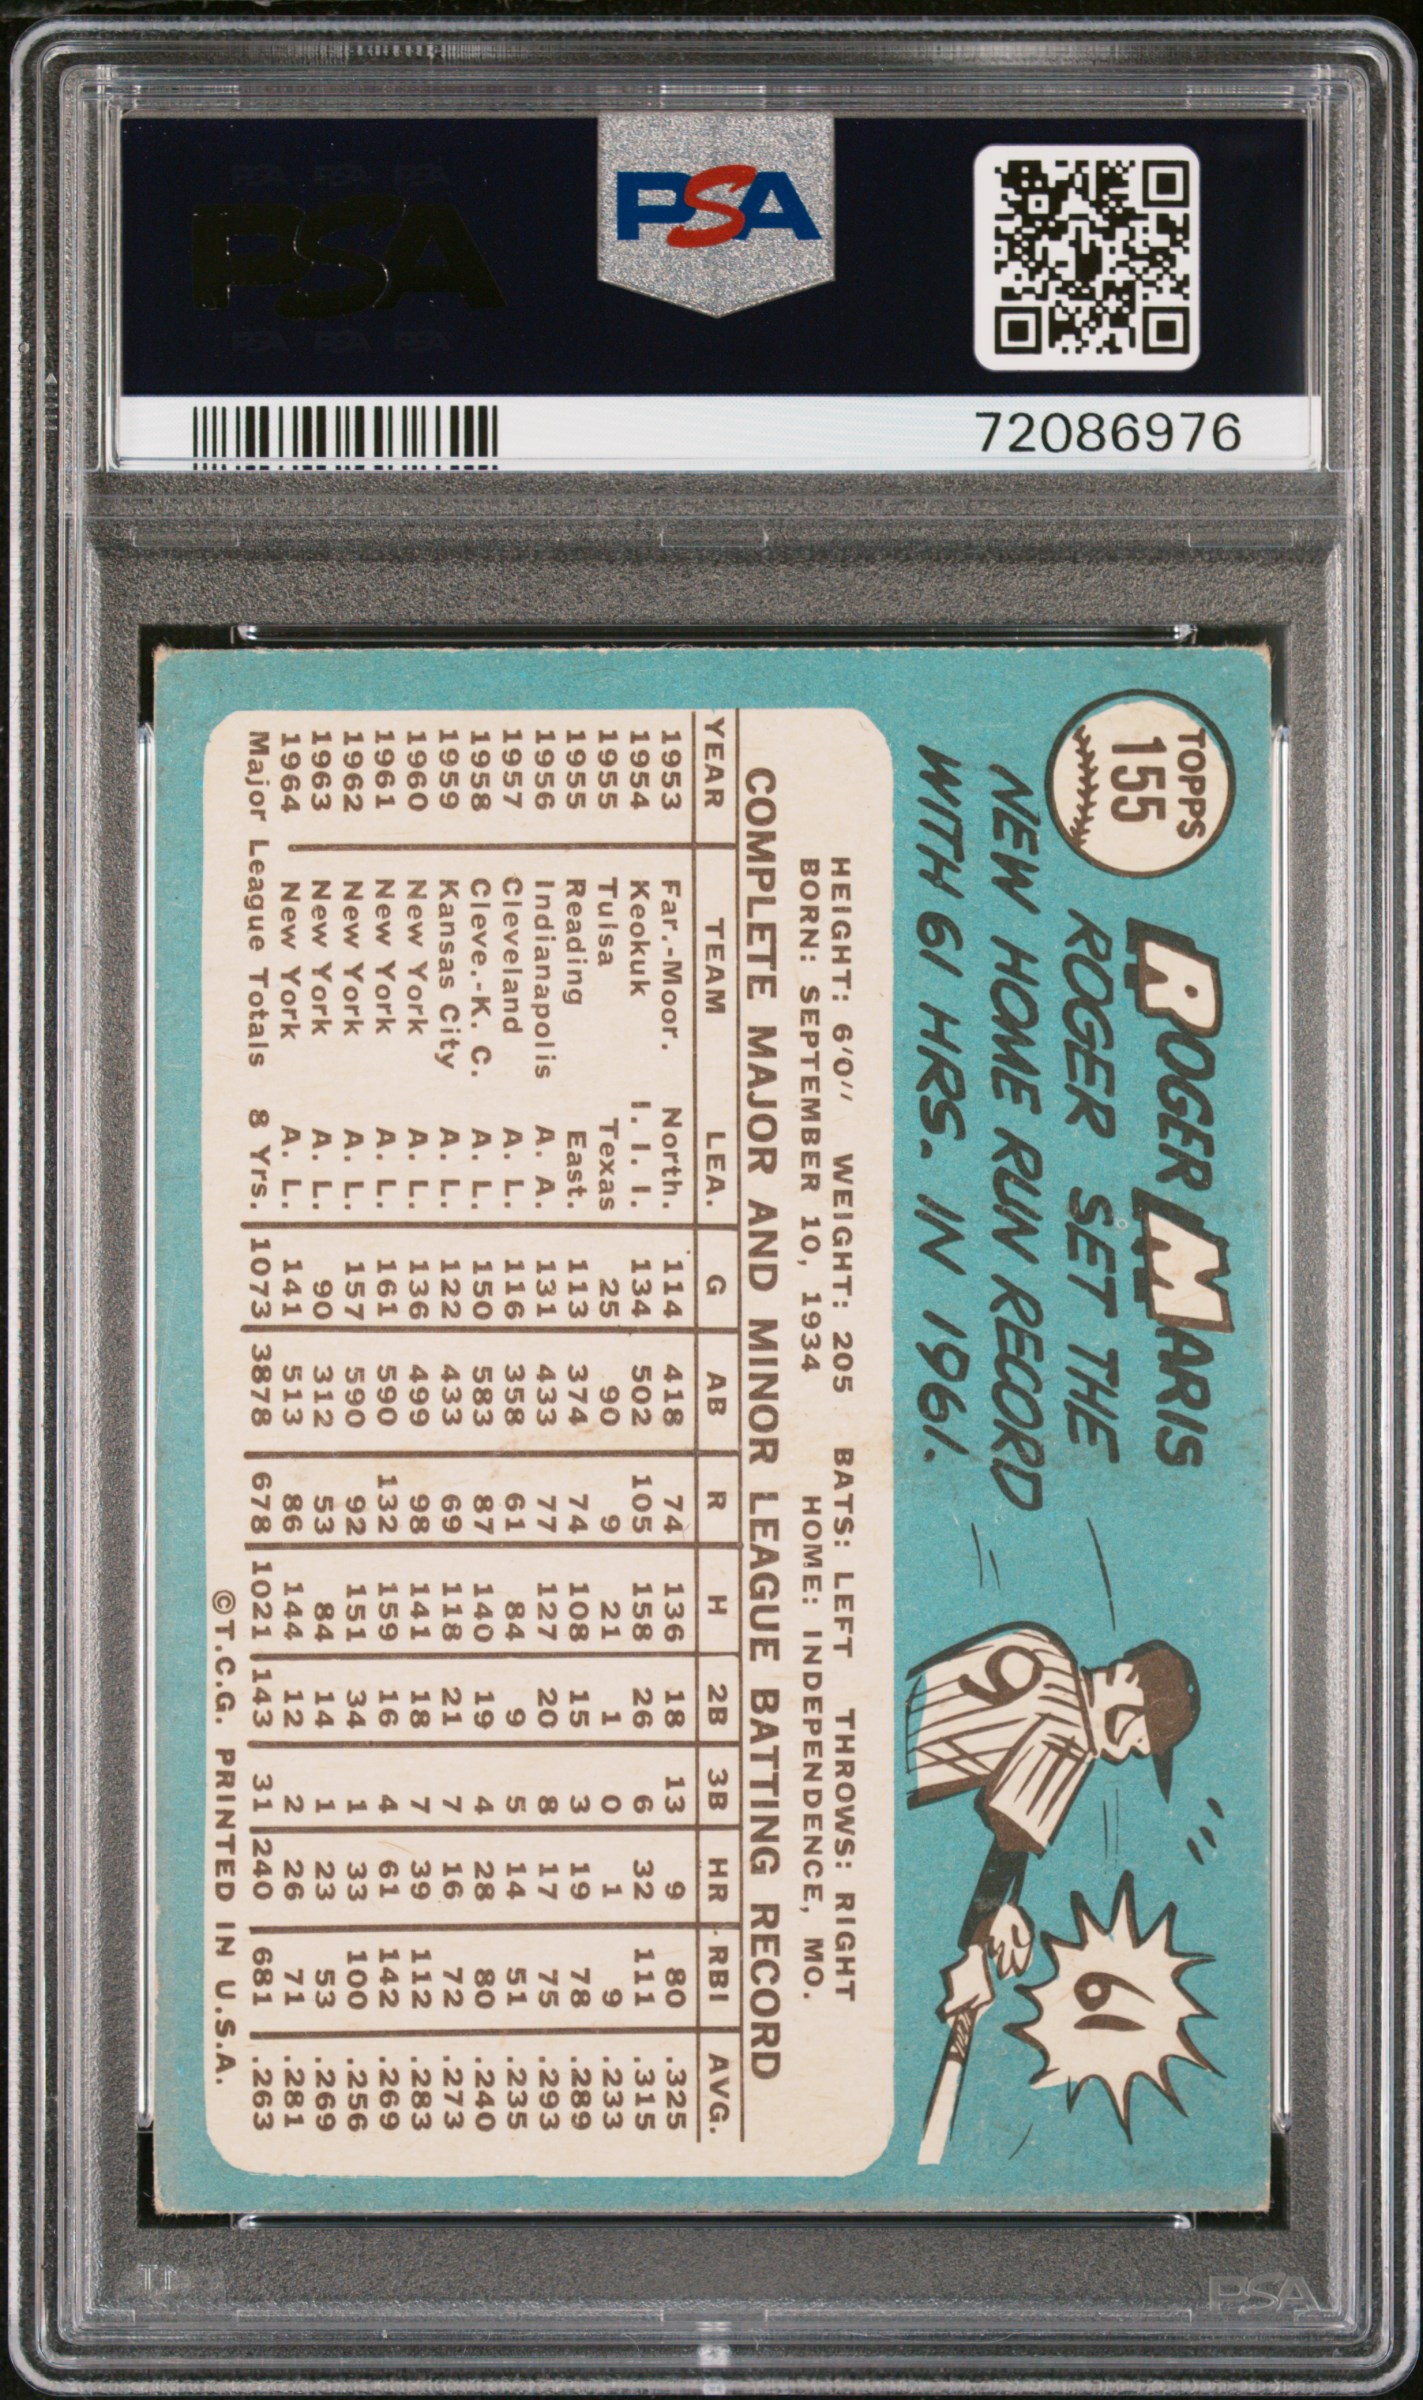 PSA PSA PSA
PSA
PSA PSA PSA
PSA
72086976
TOPPS
155
ROGER MARIS
ROGER SET THE
NEW HOME RUN RECORD
WITH 61 HRS. IN 1961.
9
61
HEIGHT: 6'0'' WEIGHT: 205 BATS: LEFT THROWS: RIGHT
BORN: SEPTEMBER 10, 1934 HOME: INDEPENDENCE, MO.
COMPLETE MAJOR AND MINOR LEAGUE BATTING RECORD
YEAR TEAM LEA. G AB R H 2B 3B HR RBI AVG.
1953 Far.-Moor. North. 114 418 74 136 18 13 9 80 .325
1954 Keokuk I. I. I. 134 502 105 158 26 6 32 111 .315
1955 Tulsa Texas 25 90 9 21 1 0 1 9 .233
1955 Reading East. 113 374 74 108 15 3 19 78 .289
1956 Indianapolis A. A. 131 433 77 127 20 8 17 75 .293
1957 Cleveland A. L. 116 358 61 84 9 5 14 51 .235
1958 Cleve.-K. C. A. L. 150 583 87 140 19 4 28 80 .240
1959 Kansas City A. L. 122 433 69 118 21 7 16 72 .273
1960 New York A. L. 136 499 98 141 18 7 39 112 .283
1961 New York A. L. 161 590 132 159 16 4 61 142 .269
1962 New York A. L. 157 590 92 151 34 1 33 100 .256
1963 New York A. L. 90 312 53 84 14 1 23 53 .269
1964 New York A. L. 141 513 86 144 12 2 26 71 .281
Major League Totals 8 Yrs. 1073 3878 678 1021 143 31 240 681 .263
©T.C.G. PRINTED IN U.S.A.
PSA